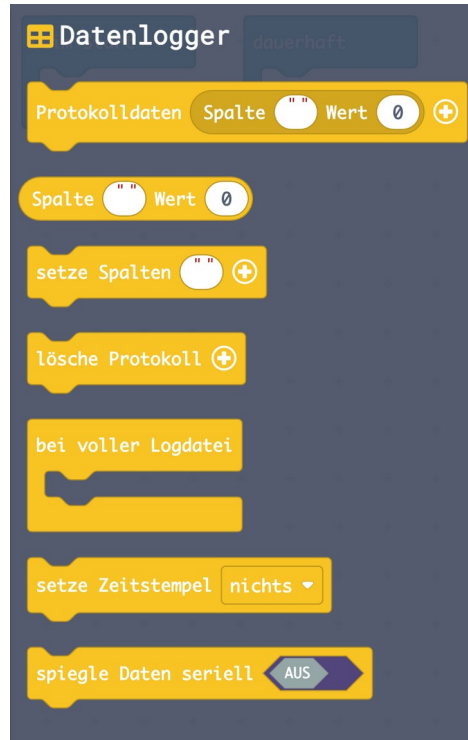 Datenlogger
dauerhaft
Protokolldaten Spalte " " Wert 0
Spalte " " Wert 0
setze Spalten " "
lösche Protokoll
bei voller Logdatei
setze Zeitstempel nichts
spiegle Daten seriell AUS